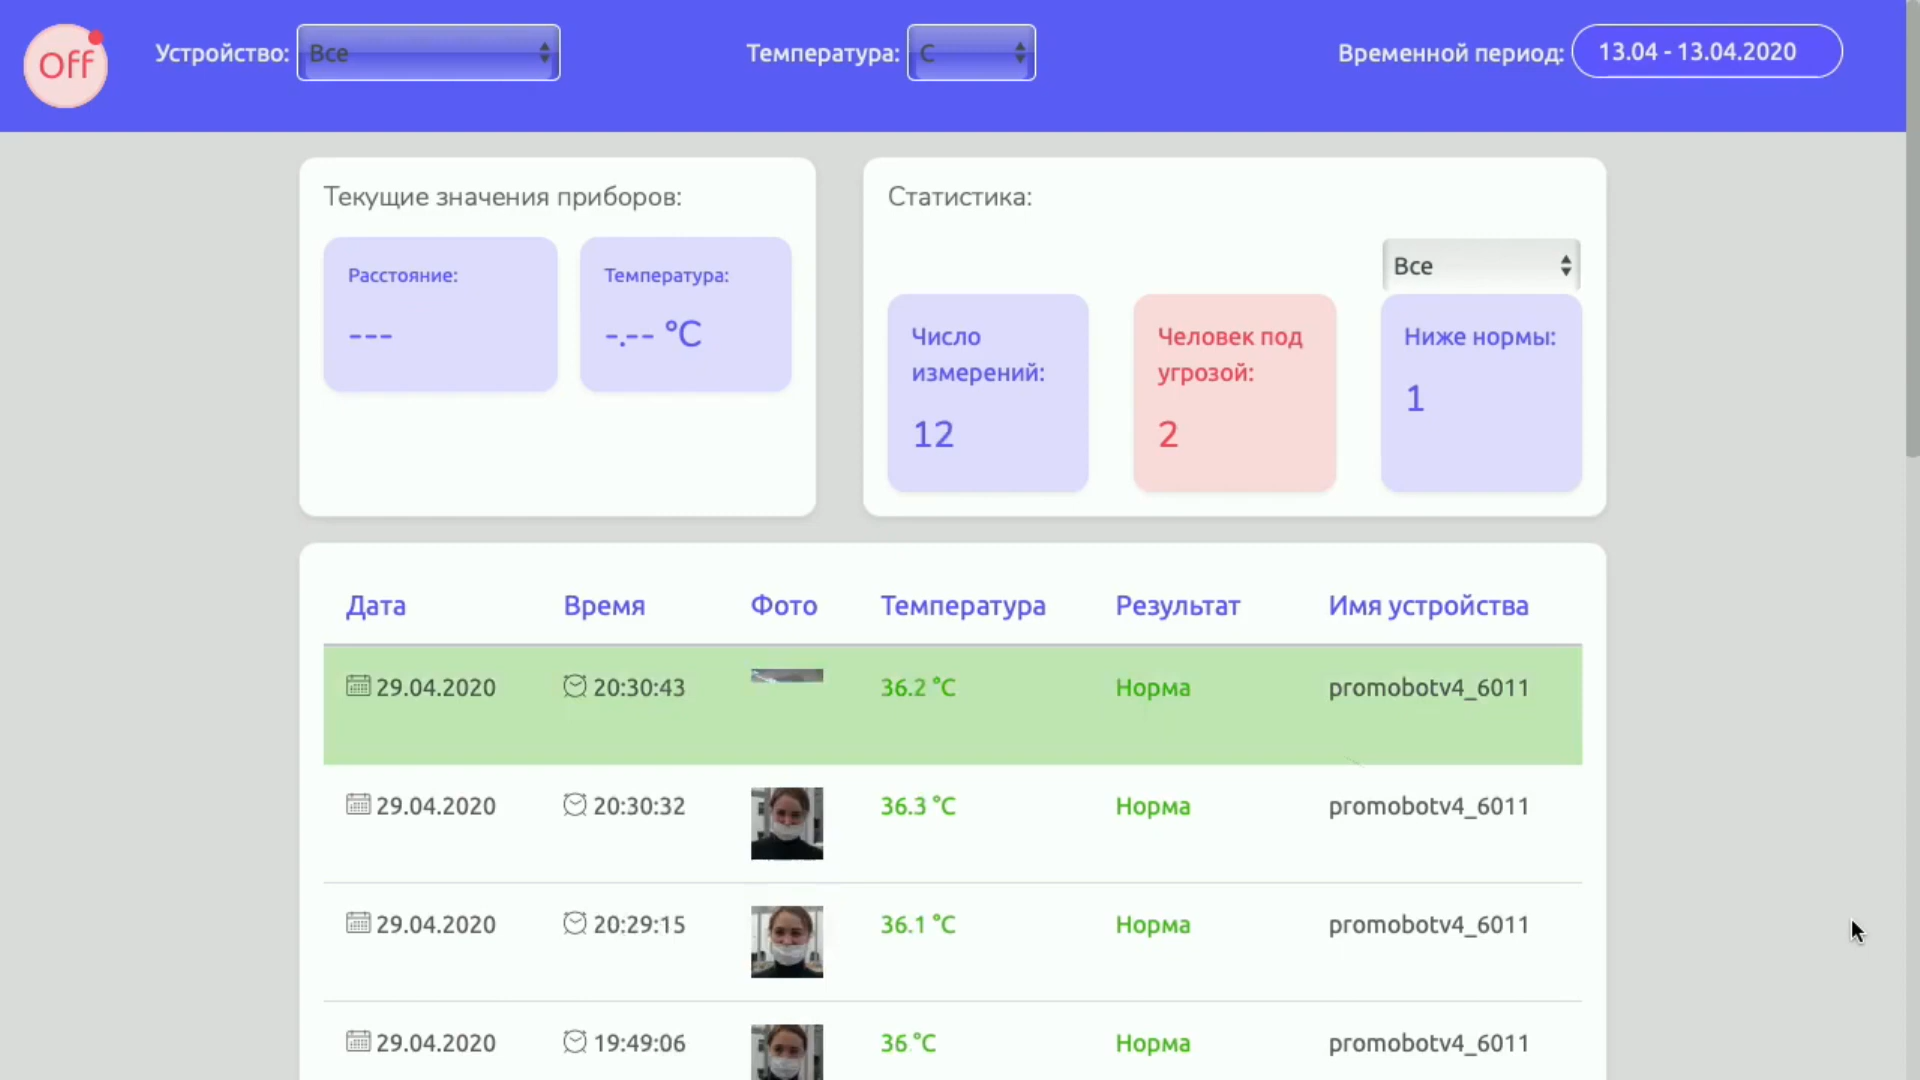 Off
Устройство: Все
Температура: C
Временной период: 13.04 - 13.04.2020
Текущие значения приборов:
Расстояние:
---
Температура:
-.-- °C
Статистика:
Все
Число
измерений:
12
Человек под
угрозой:
2
Ниже нормы:
1
Дата Время Фото Температура Результат Имя устройства
29.04.2020 20:30:43 36.2 °C Норма promobotv4_6011
29.04.2020 20:30:32 36.3 °C Норма promobotv4_6011
29.04.2020 20:29:15 36.1 °C Норма promobotv4_6011
29.04.2020 19:49:06 36 °C Норма promobotv4_6011